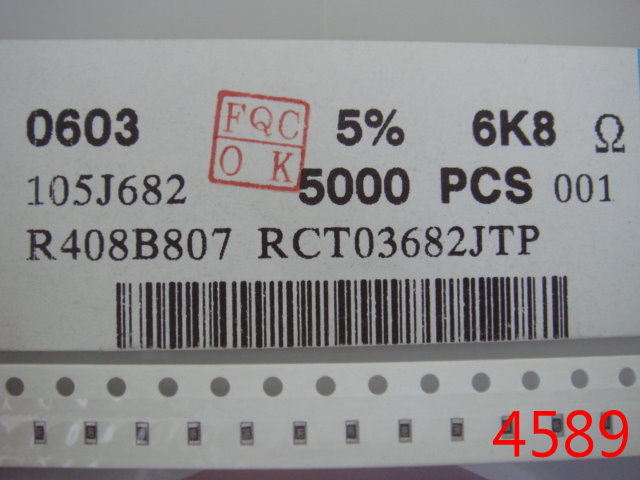 0603 FQC 5% 6K8 Ω
O K
105J682 5000 PCS 001
R408B807 RCT03682JTP
4589